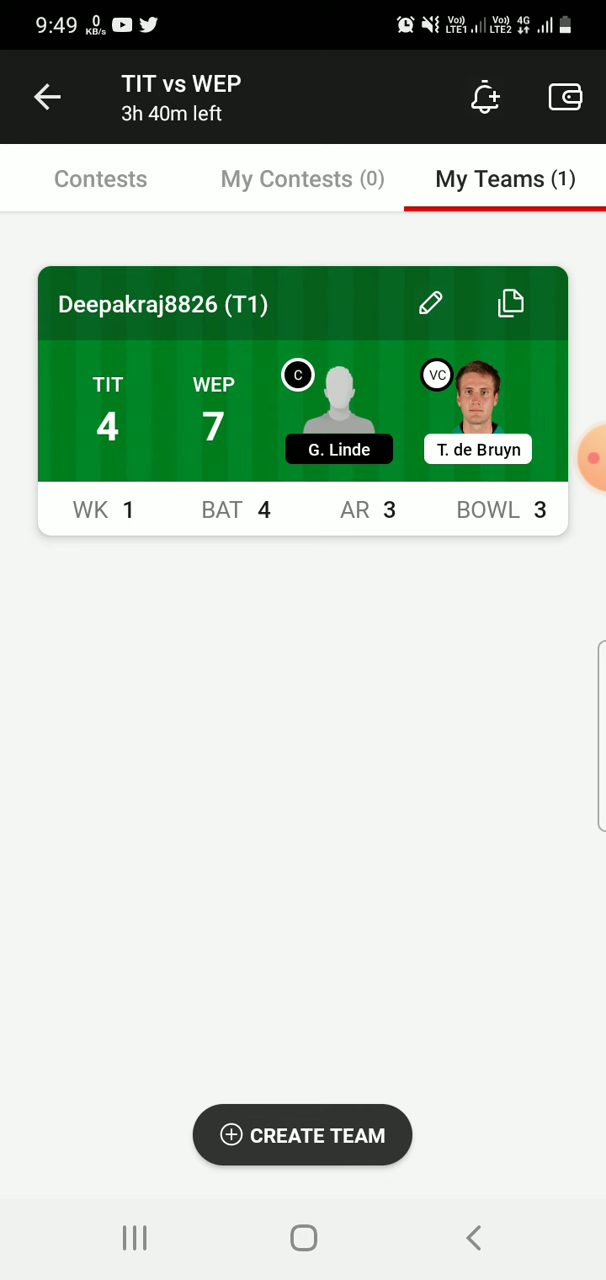 9:49 0 KB/s Vo)) LTE1 Vo)) LTE2 4G
TIT vs WEP
3h 40m left
Contests My Contests (0) My Teams (1)
Deepakraj8826 (T1)
TIT WEP C VC
4 7
G. Linde T. de Bruyn
WK 1 BAT 4 AR 3 BOWL 3
CREATE TEAM